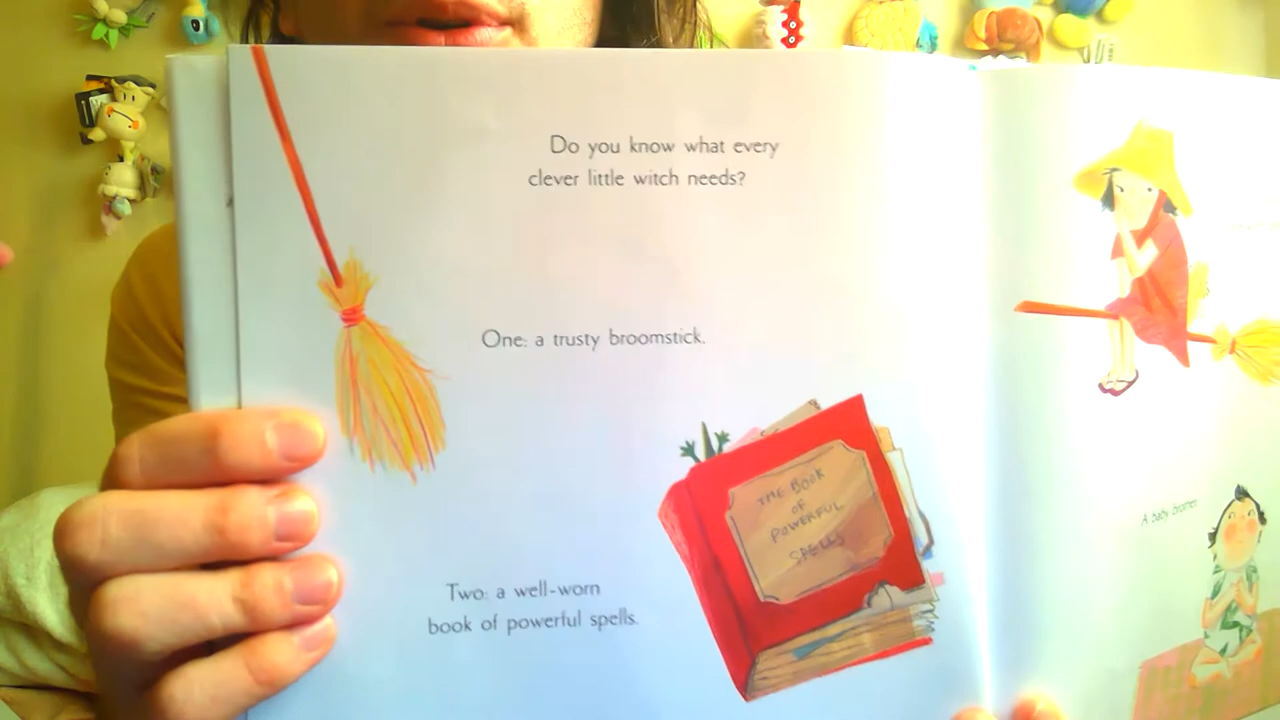 Do you know what every
clever little witch needs?
One: a trusty broomstick.
THE BOOK
OF
POWERFUL
SPELLS
Two: a well-worn
book of powerful spells.
A baby brother.